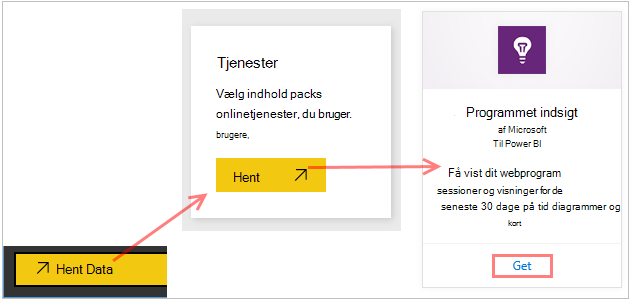 Tjenester
Vælg indhold packs
onlinetjenester, du bruger.
brugere,
Hent
Hent Data
Programmet indsigt
af Microsoft
Til Power BI
Få vist dit webprogram
sessioner og visninger for de
seneste 30 dage på tid diagrammer og
kort
Get